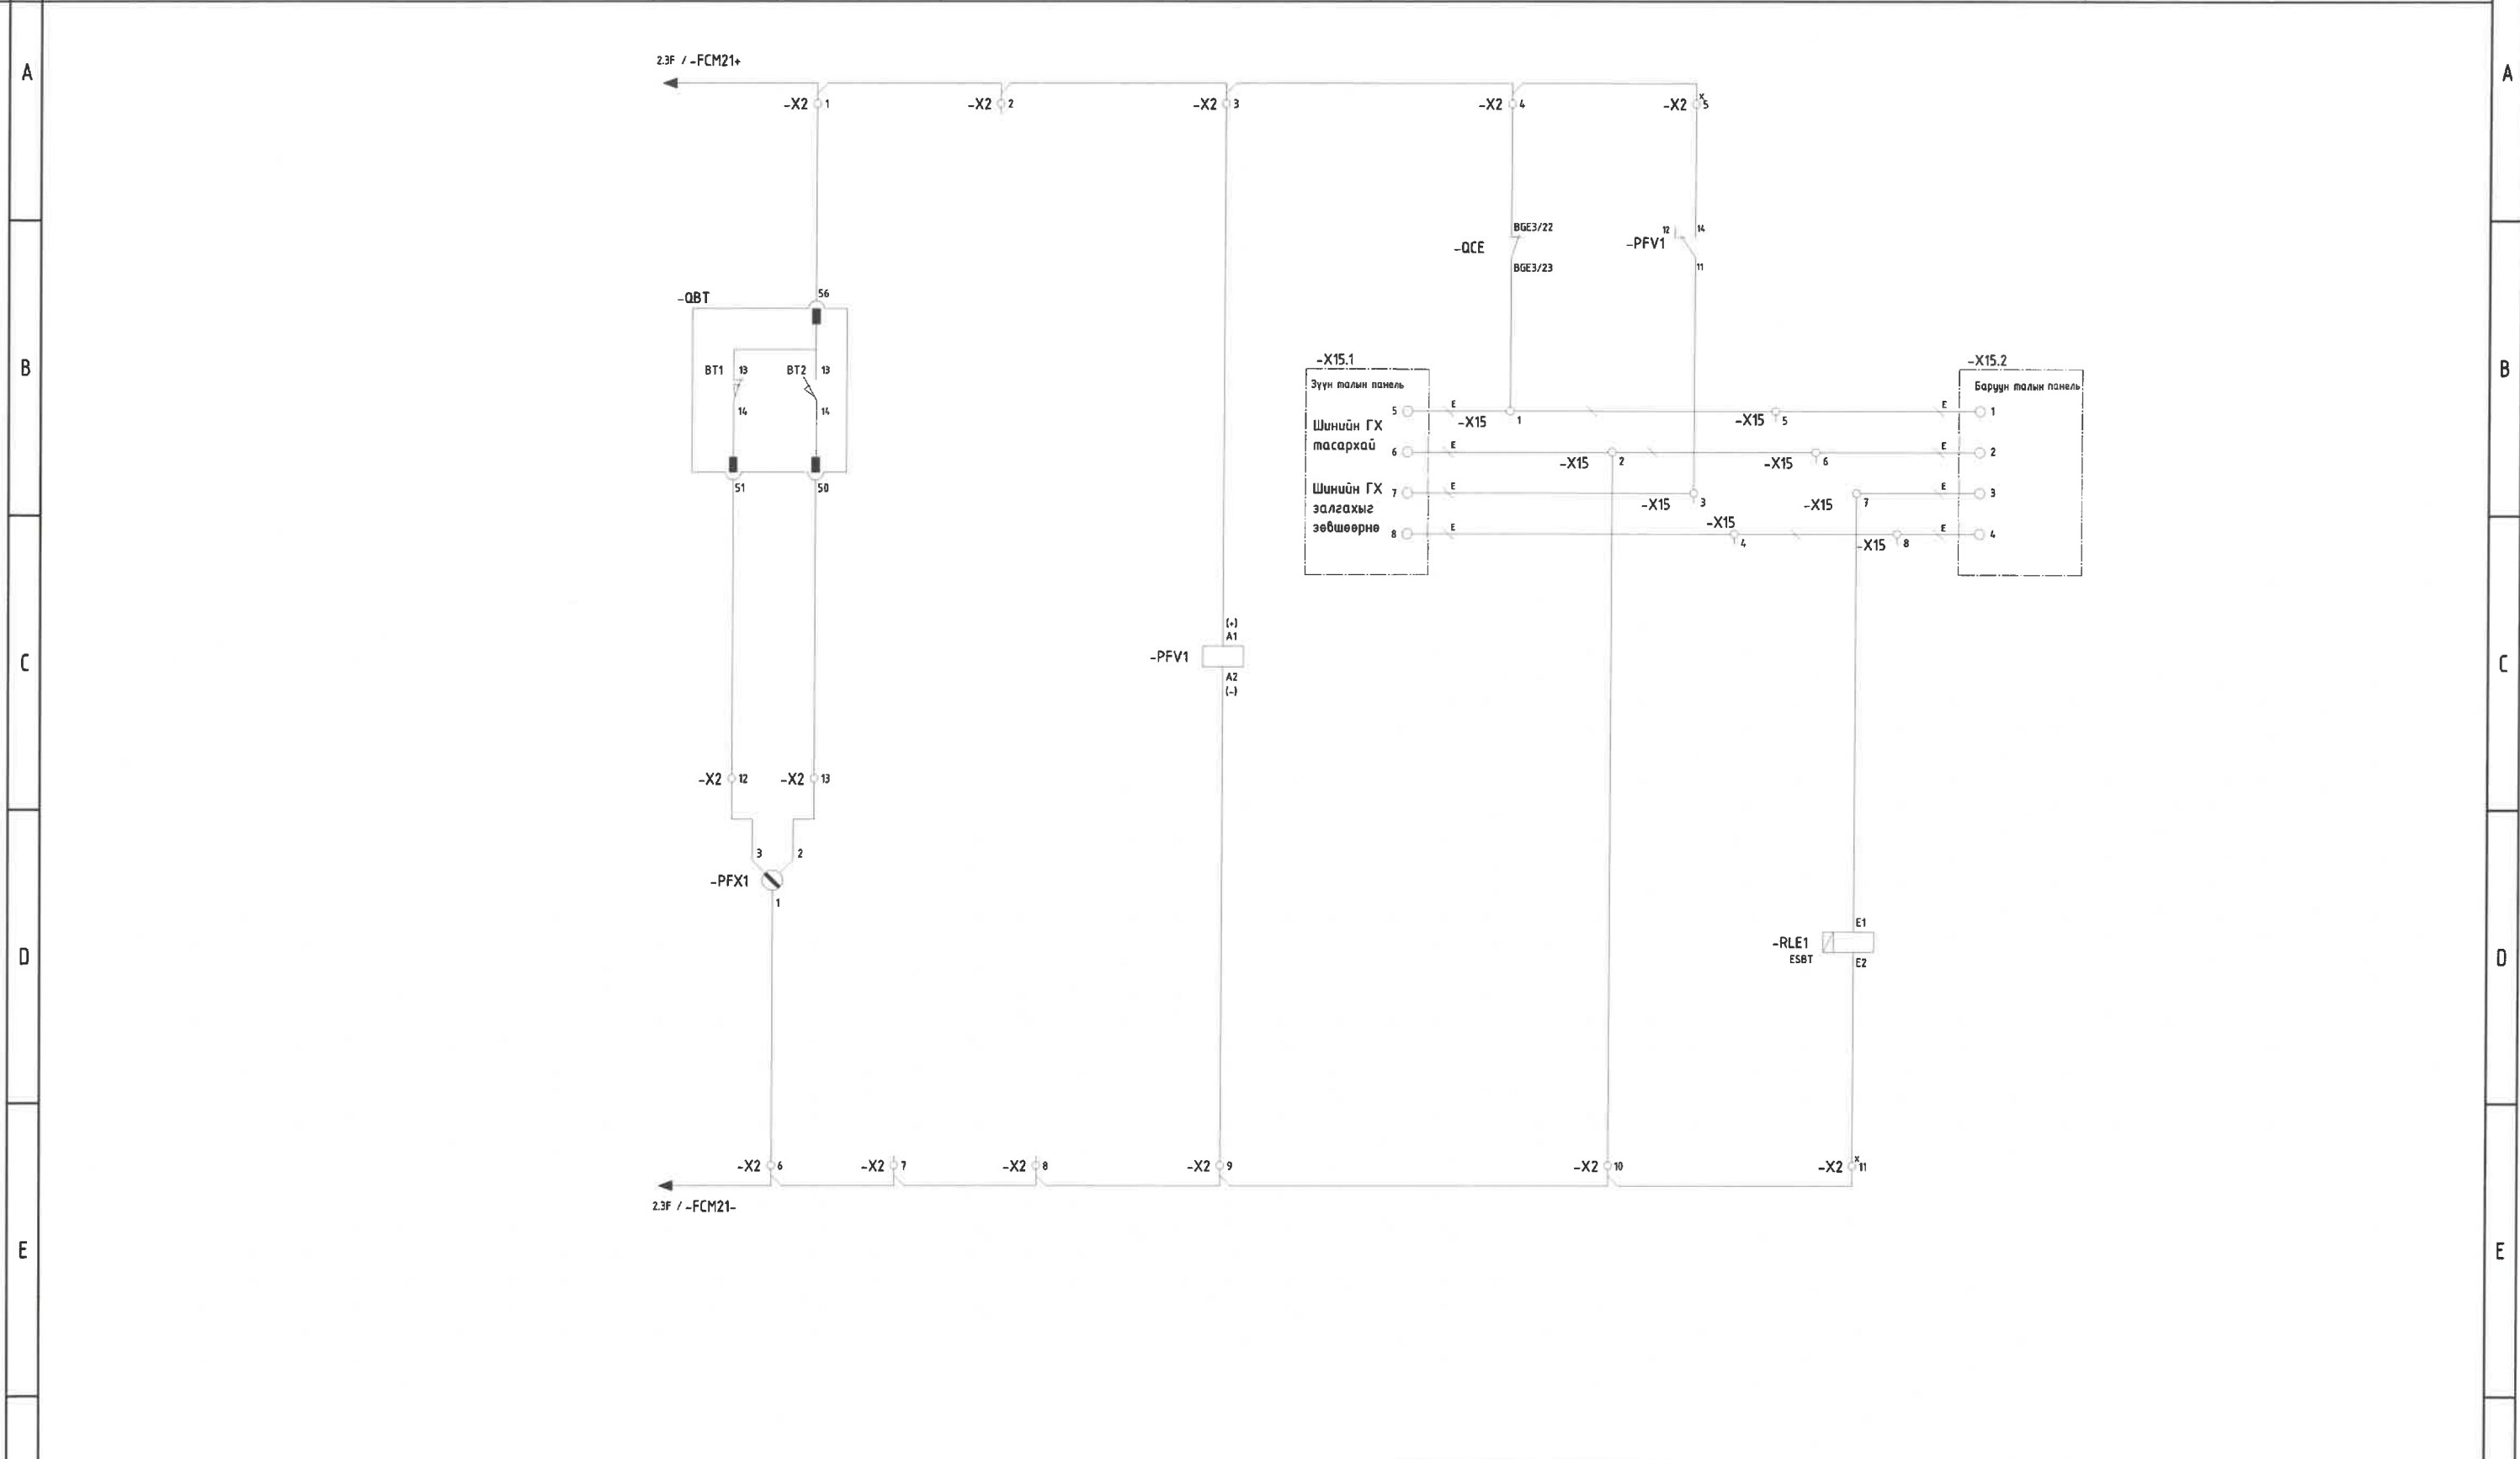 A
A
2.3F / -FCM21+
-X2 1
-X2 2
-X2 3
-X2 4
-X2 x 5
-QCE
BGE3/22
BGE3/23
12
14
-PFV1
11
-QBT
56
B
B
BT1 13
BT2 13
14
14
51
50
-X15.1
Зүүн талын панель
Шинийн ГХ
тасархай
Шинийн ГХ
залгахыг
зөвшөөрнө
5
6
7
8
E
E
E
E
-X15 1
-X15 5
-X15 2
-X15 6
-X15 3
-X15 7
-X15 4
-X15 8
E
E
E
E
-X15.2
Баруун талын панель
1
2
3
4
C
C
(+)
A1
-PFV1
A2
(-)
-X2 12
-X2 13
3
2
-PFX1
1
D
D
E1
-RLE1
ESBT
E2
-X2 6
-X2 7
-X2 8
-X2 9
-X2 10
-X2 x 11
2.3F / -FCM21-
E
E